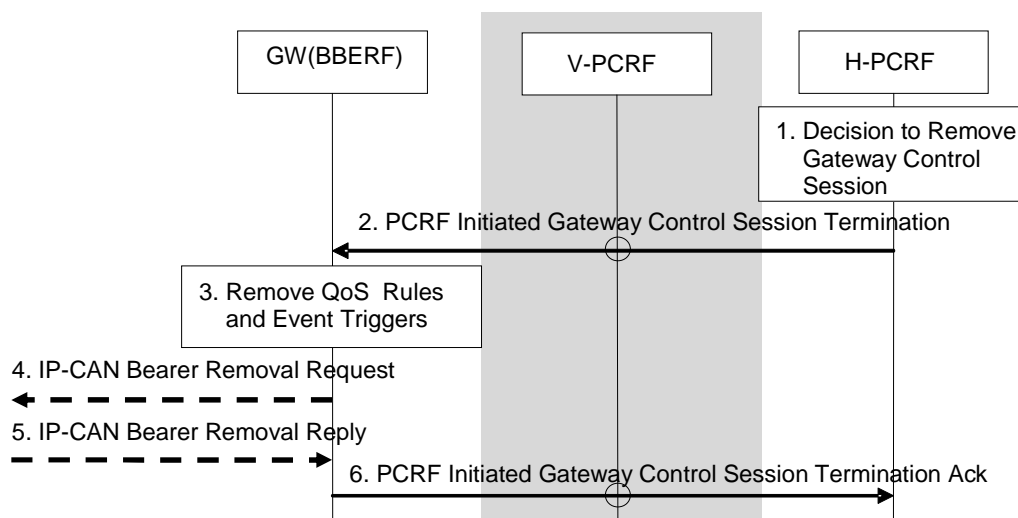 GW(BBERF)
V-PCRF
H-PCRF
1. Decision to Remove
Gateway Control
Session
2. PCRF Initiated Gateway Control Session Termination
3. Remove QoS Rules
and Event Triggers
4. IP-CAN Bearer Removal Request
5. IP-CAN Bearer Removal Reply
6. PCRF Initiated Gateway Control Session Termination Ack